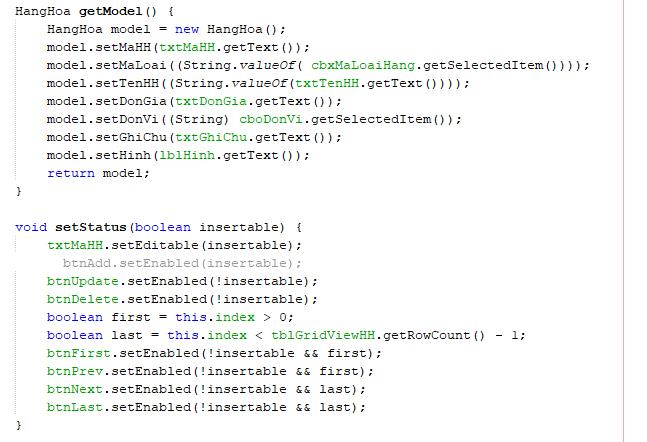 HangHoa getModel() {
    HangHoa model = new HangHoa();
    model.setMaHH(txtMaHH.getText());
    model.setMaLoai((String.valueOf( cbxMaLoaiHang.getSelectedItem())));
    model.setTenHH((String.valueOf(txtTenHH.getText())));
    model.setDonGia(txtDonGia.getText());
    model.setDonVi((String) cboDonVi.getSelectedItem());
    model.setGhiChu(txtGhiChu.getText());
    model.setHinh(lblHinh.getText());
    return model;
}

void setStatus(boolean insertable) {
    txtMaHH.setEditable(insertable);
      btnAdd.setEnabled(insertable);
    btnUpdate.setEnabled(!insertable);
    btnDelete.setEnabled(!insertable);
    boolean first = this.index > 0;
    boolean last = this.index < tblGridViewHH.getRowCount() - 1;
    btnFirst.setEnabled(!insertable && first);
    btnPrev.setEnabled(!insertable && first);
    btnNext.setEnabled(!insertable && last);
    btnLast.setEnabled(!insertable && last);
}